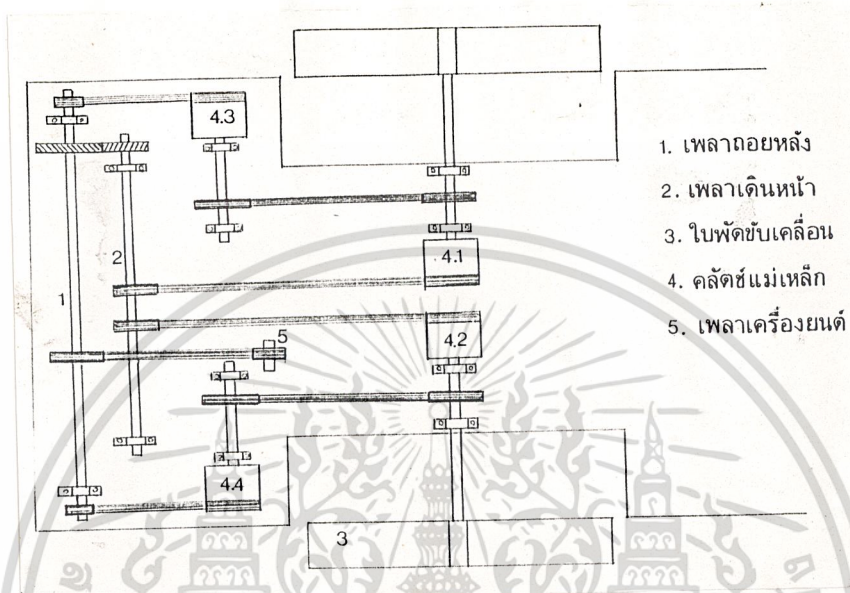 4.3
1. เพลาถอยหลัง
2. เพลาเดินหน้า
3. ใบพัดขับเคลื่อน
4. คลัตช์แม่เหล็ก
5. เพลาเครื่องยนต์
2
4.1
1
5
4.2
4.4
3